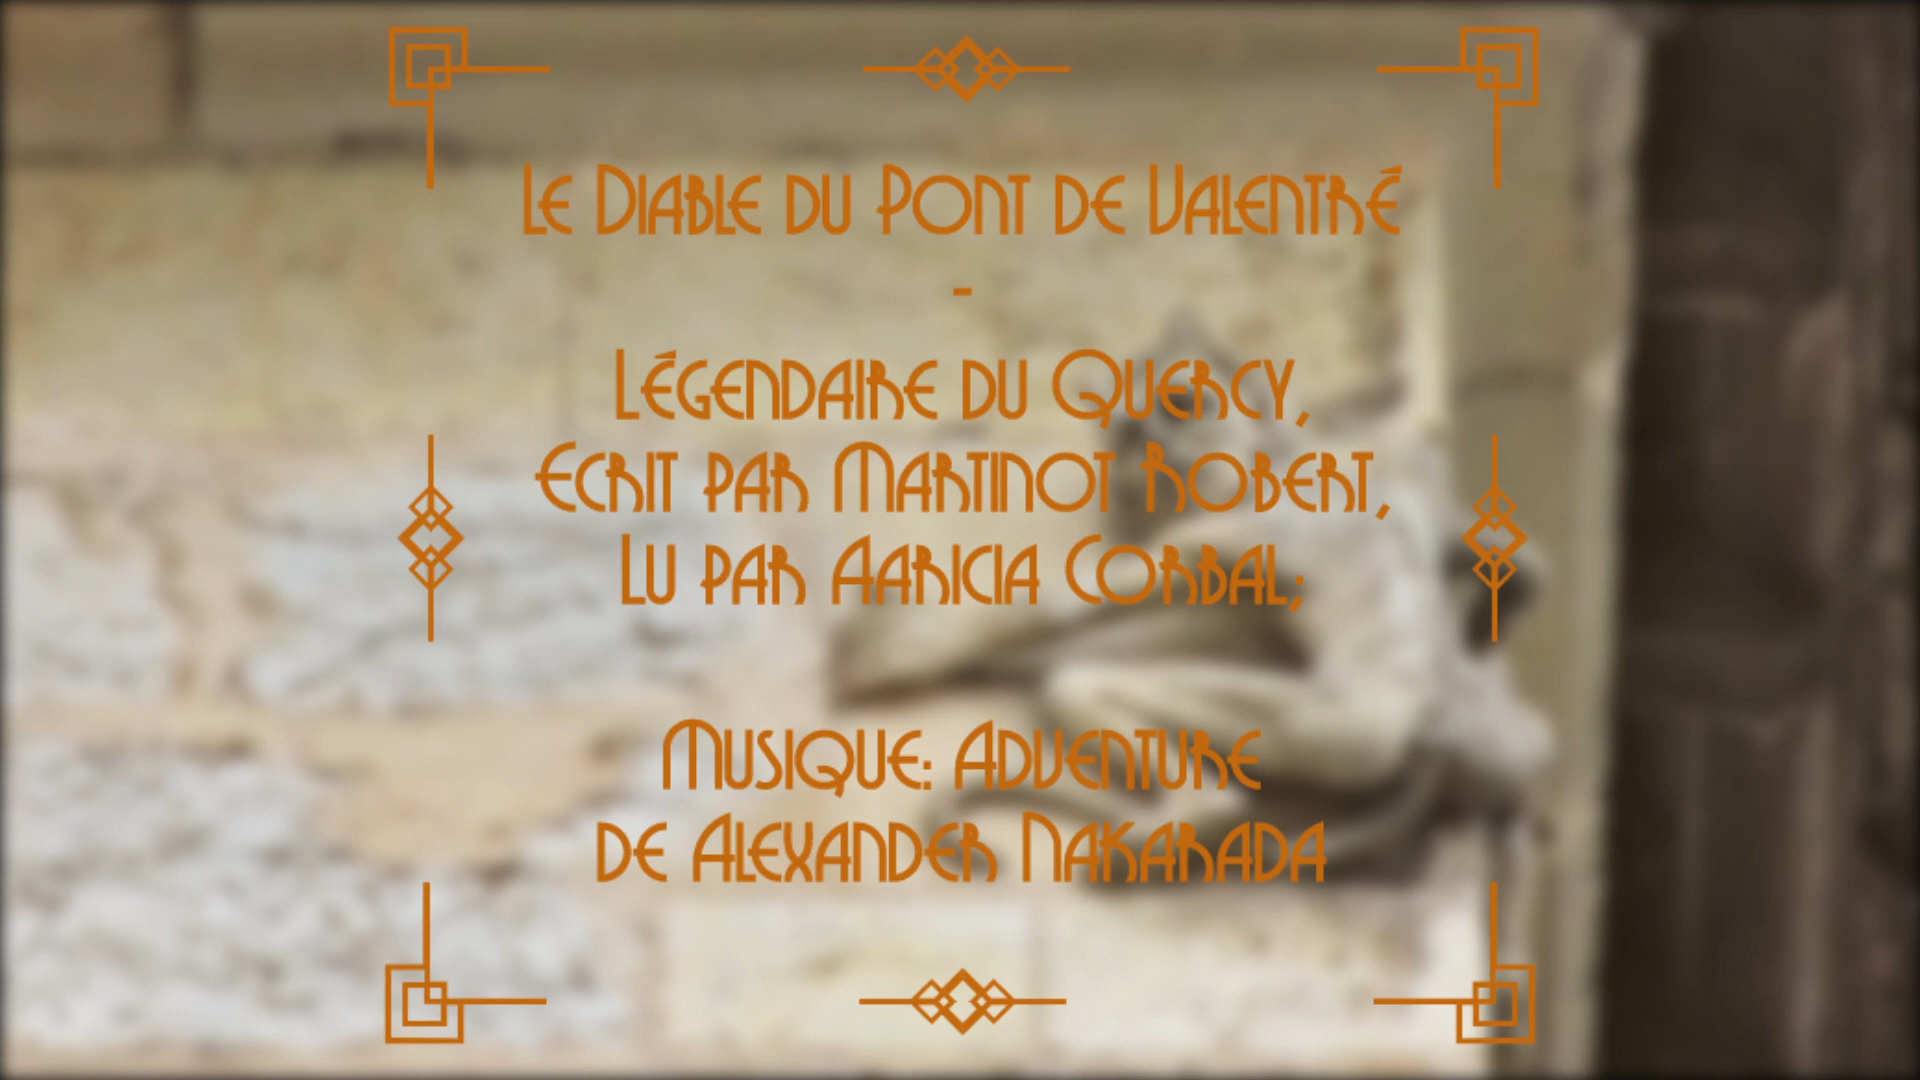 Le Diable du Pont de Valentré
-
Légendaire du Quercy,
Ecrit par Martinot Robert,
Lu par Aaricia Corbal;
Musique: Adventure
de Alexander Nakarada